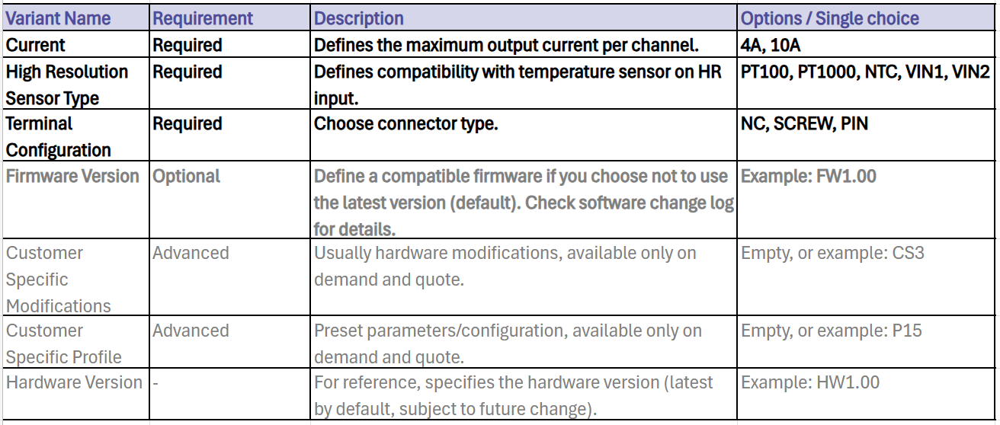 Variant Name Requirement Description Options / Single choice
Current Required Defines the maximum output current per channel. 4A, 10A
High Resolution Required Defines compatibility with temperature sensor on HR PT100, PT1000, NTC, VIN1, VIN2
Sensor Type input.
Terminal Required Choose connector type. NC, SCREW, PIN
Configuration
Firmware Version Optional Define a compatible firmware if you choose not to use Example: FW1.00
the latest version (default). Check software change log
for details.
Customer Advanced Usually hardware modifications, available only on Empty, or example: CS3
Specific demand and quote.
Modifications
Customer Advanced Preset parameters/configuration, available only on Empty, or example: P15
Specific Profile demand and quote.
Hardware Version - For reference, specifies the hardware version (latest Example: HW1.00
by default, subject to future change).